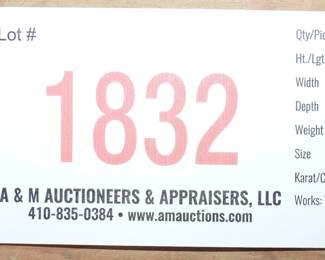 Lot #
1832
A & M AUCTIONEERS & APPRAISERS, LLC
410-835-0384 • www.amauctions.com
Qty/Pie
Ht./Lgt
Width
Depth
Weight
Size
Karat/C
Works: